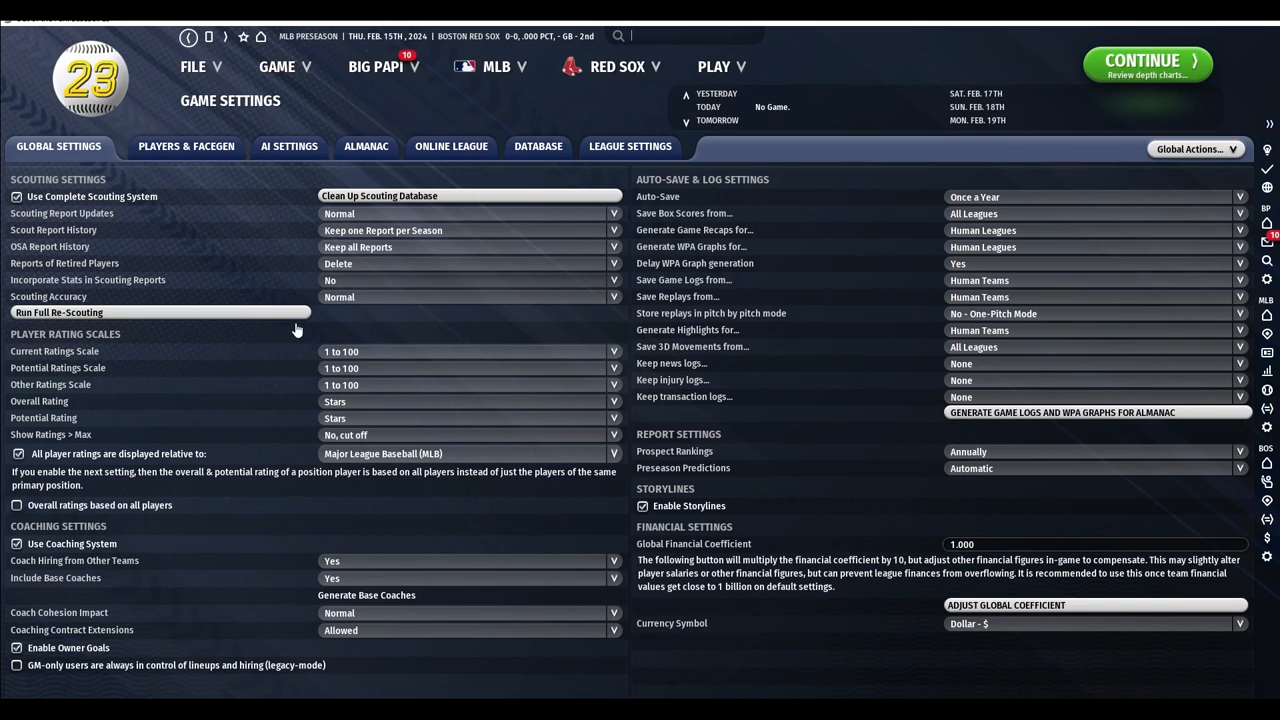 MLB PRESEASON | THU. FEB. 15TH , 2024 | BOSTON RED SOX 0-0, .000 PCT, - GB - 2nd
23
FILE GAME BIG PAPI 10 MLB RED SOX PLAY
CONTINUE
Review depth charts...
GAME SETTINGS
YESTERDAY
TODAY No Game.
TOMORROW
SAT. FEB. 17TH
SUN. FEB. 18TH
MON. FEB. 19TH
GLOBAL SETTINGS PLAYERS & FACEGEN AI SETTINGS ALMANAC ONLINE LEAGUE DATABASE LEAGUE SETTINGS Global Actions...
SCOUTING SETTINGS
Use Complete Scouting System Clean Up Scouting Database
Scouting Report Updates Normal
Scout Report History Keep one Report per Season
OSA Report History Keep all Reports
Reports of Retired Players Delete
Incorporate Stats in Scouting Reports No
Scouting Accuracy Normal
Run Full Re-Scouting
PLAYER RATING SCALES
Current Ratings Scale 1 to 100
Potential Ratings Scale 1 to 100
Other Ratings Scale 1 to 100
Overall Rating Stars
Potential Rating Stars
Show Ratings > Max No, cut off
All player ratings are displayed relative to: Major League Baseball (MLB)
If you enable the next setting, then the overall & potential rating of a position player is based on all players instead of just the players of the same
primary position.
Overall ratings based on all players
COACHING SETTINGS
Use Coaching System
Coach Hiring from Other Teams Yes
Include Base Coaches Yes
Generate Base Coaches
Coach Cohesion Impact Normal
Coaching Contract Extensions Allowed
Enable Owner Goals
GM-only users are always in control of lineups and hiring (legacy-mode)
AUTO-SAVE & LOG SETTINGS
Auto-Save Once a Year
Save Box Scores from... All Leagues
Generate Game Recaps for... Human Leagues
Generate WPA Graphs for... Human Leagues
Delay WPA Graph generation Yes
Save Game Logs from... Human Teams
Save Replays from... Human Teams
Store replays in pitch by pitch mode No - One-Pitch Mode
Generate Highlights for... Human Teams
Save 3D Movements from... All Leagues
Keep news logs... None
Keep injury logs... None
Keep transaction logs... None
GENERATE GAME LOGS AND WPA GRAPHS FOR ALMANAC
REPORT SETTINGS
Prospect Rankings Annually
Preseason Predictions Automatic
STORYLINES
Enable Storylines
FINANCIAL SETTINGS
Global Financial Coefficient 1.000
The following button will multiply the financial coefficient by 10, but adjust other financial figures in-game to compensate. This may slightly alter
player salaries or other financial figures, but can prevent league finances from overflowing. It is recommended to use this once team financial
values get close to 1 billion on default settings.
ADJUST GLOBAL COEFFICIENT
Currency Symbol Dollar - $
BP
10
MLB
BOS